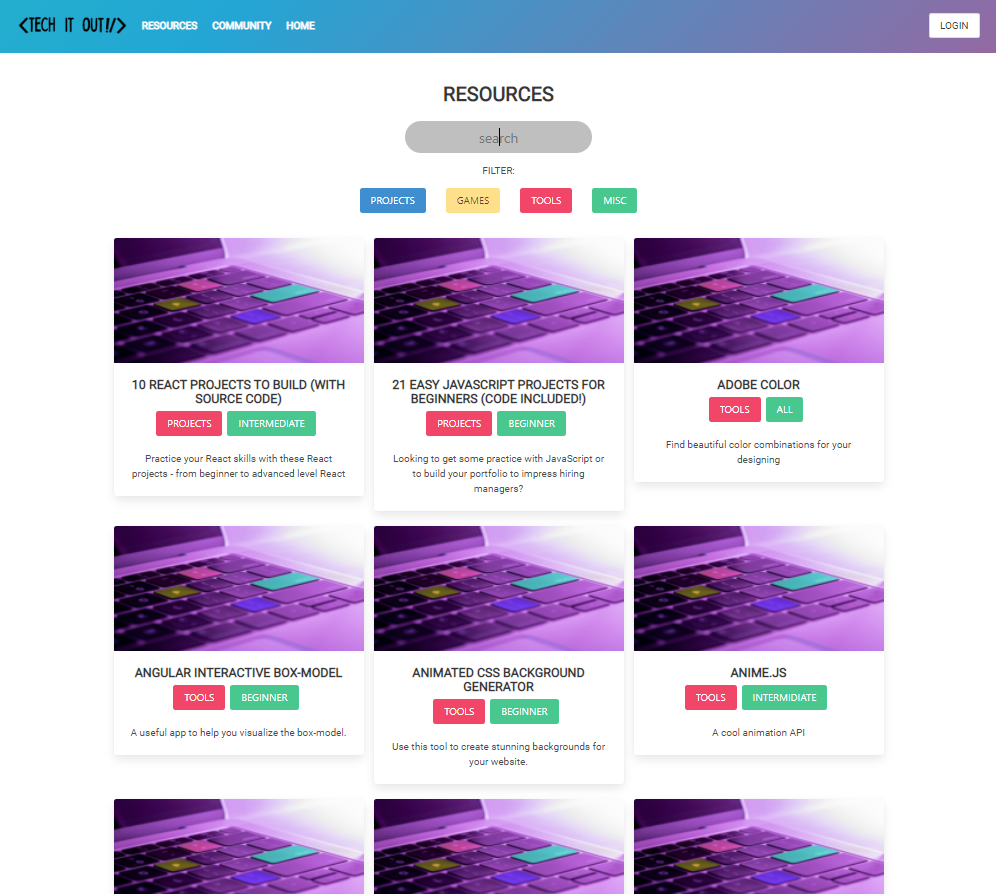 <TECH IT OUT!/> RESOURCES COMMUNITY HOME LOGIN
RESOURCES
search
FILTER:
PROJECTS GAMES TOOLS MISC
10 REACT PROJECTS TO BUILD (WITH
SOURCE CODE)
PROJECTS INTERMEDIATE
Practice your React skills with these React
projects - from beginner to advanced level React
21 EASY JAVASCRIPT PROJECTS FOR
BEGINNERS (CODE INCLUDED!)
PROJECTS BEGINNER
Looking to get some practice with JavaScript or
to build your portfolio to impress hiring
managers?
ADOBE COLOR
TOOLS ALL
Find beautiful color combinations for your
designing
ANGULAR INTERACTIVE BOX-MODEL
TOOLS BEGINNER
A useful app to help you visualize the box-model.
ANIMATED CSS BACKGROUND
GENERATOR
TOOLS BEGINNER
Use this tool to create stunning backgrounds for
your website.
ANIME.JS
TOOLS INTERMIDIATE
A cool animation API